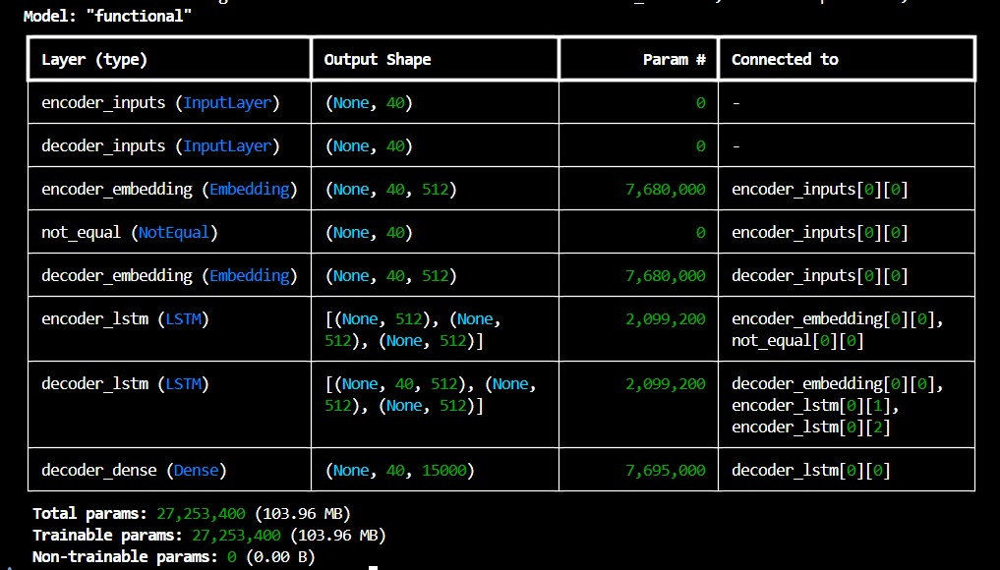 Model: "functional"
Layer (type) Output Shape Param # Connected to
encoder_inputs (InputLayer) (None, 40) 0 -
decoder_inputs (InputLayer) (None, 40) 0 -
encoder_embedding (Embedding) (None, 40, 512) 7,680,000 encoder_inputs[0][0]
not_equal (NotEqual) (None, 40) 0 encoder_inputs[0][0]
decoder_embedding (Embedding) (None, 40, 512) 7,680,000 decoder_inputs[0][0]
encoder_lstm (LSTM) [(None, 512), (None, 2,099,200 encoder_embedding[0][0],
512), (None, 512)] not_equal[0][0]
decoder_lstm (LSTM) [(None, 40, 512), (None, 2,099,200 decoder_embedding[0][0],
512), (None, 512)] encoder_lstm[0][1],
encoder_lstm[0][2]
decoder_dense (Dense) (None, 40, 15000) 7,695,000 decoder_lstm[0][0]
Total params: 27,253,400 (103.96 MB)
Trainable params: 27,253,400 (103.96 MB)
Non-trainable params: 0 (0.00 B)